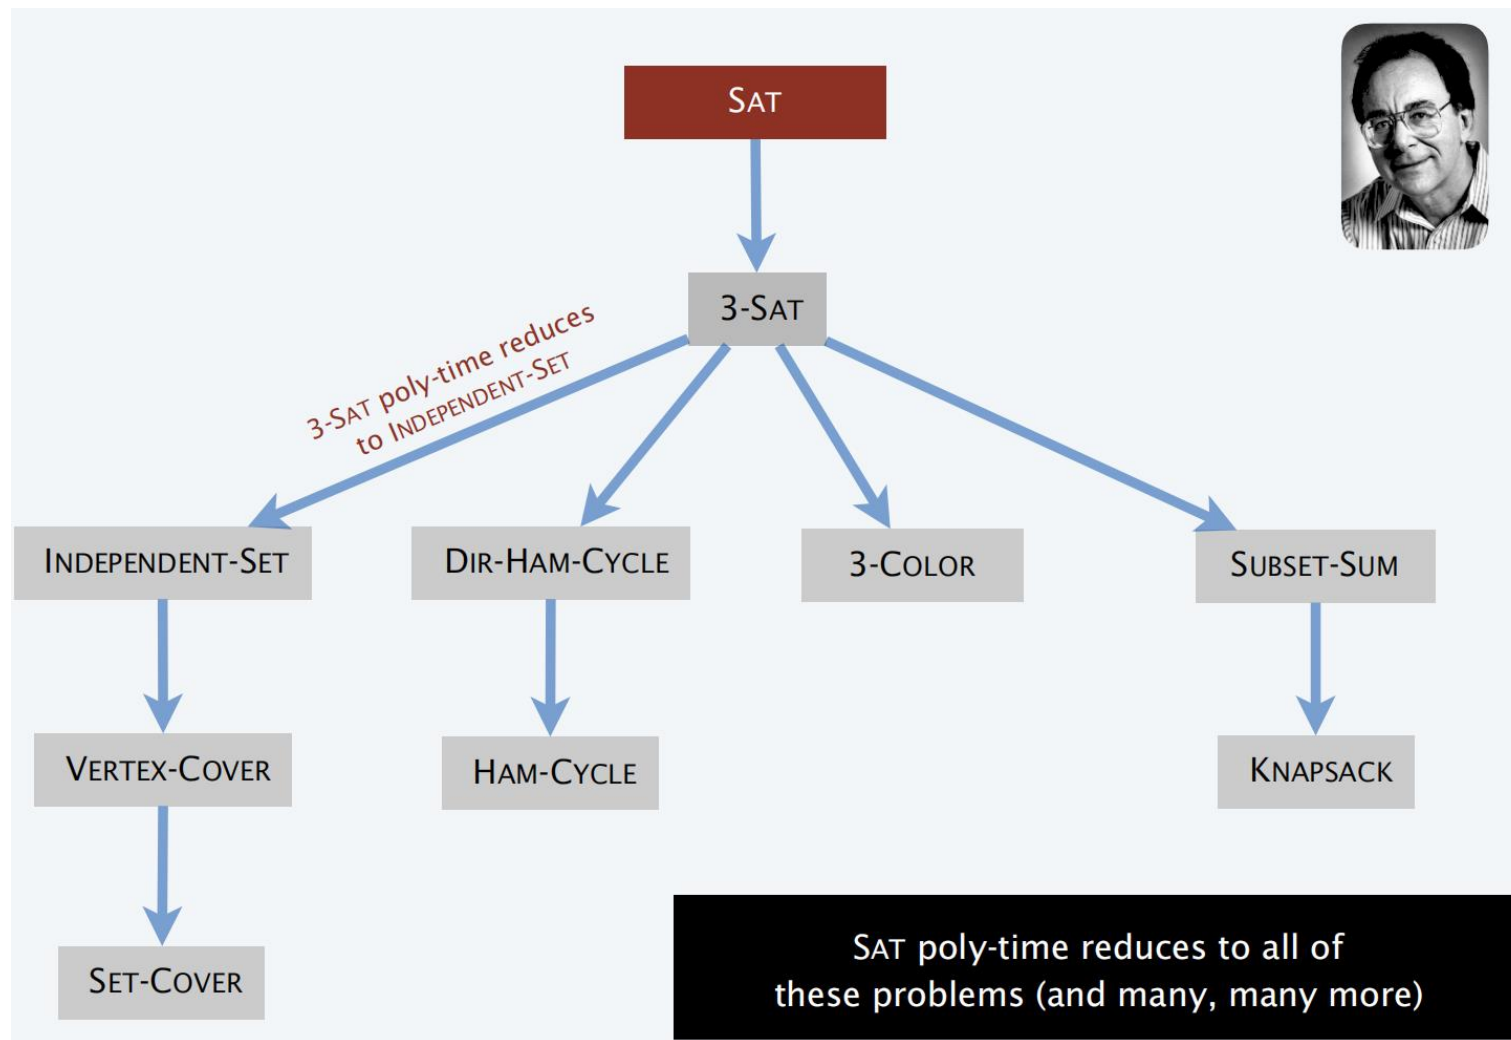 SAT
3-SAT
3-SAT poly-time reduces
to INDEPENDENT-SET
INDEPENDENT-SET
DIR-HAM-CYCLE
3-COLOR
SUBSET-SUM
VERTEX-COVER
HAM-CYCLE
KNAPSACK
SET-COVER
SAT poly-time reduces to all of
these problems (and many, many more)